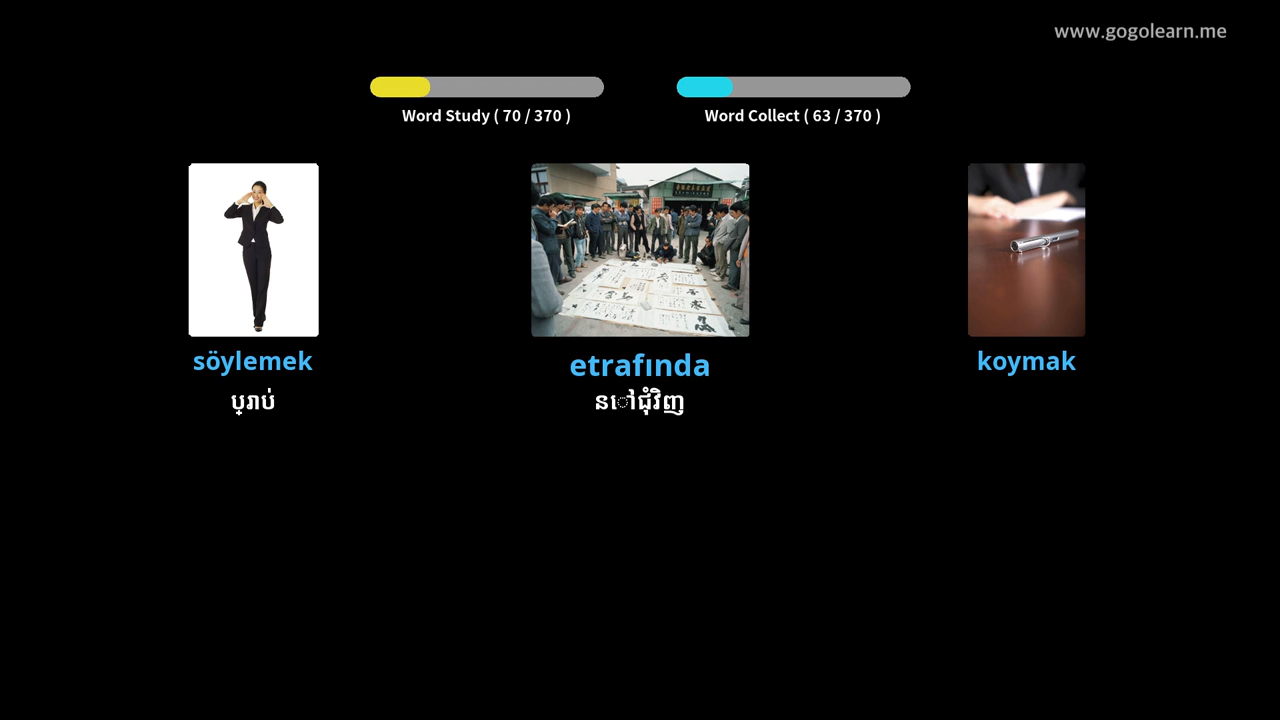 www.gogolearn.me
Word Study ( 70 / 370 )
Word Collect ( 63 / 370 )
söylemek
etrafında
koymak
ប្រាប់
នៅជុំវិញ